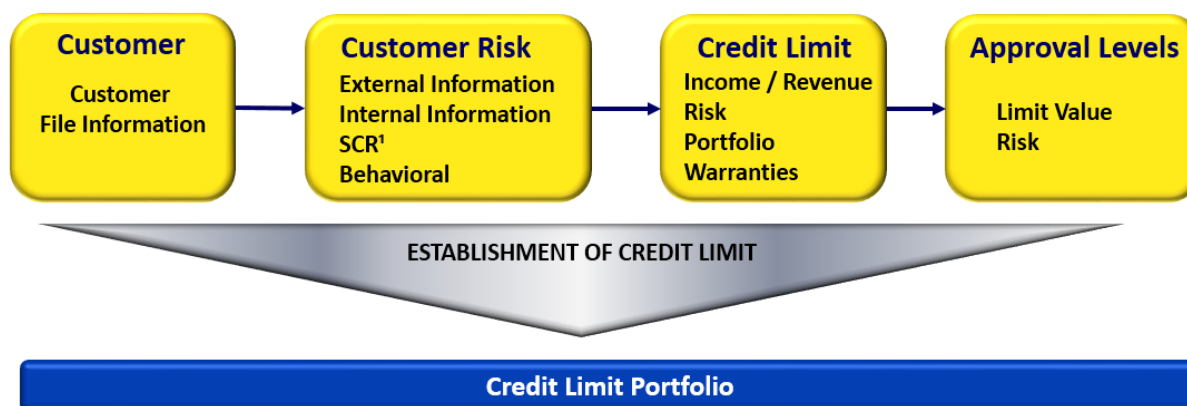 Customer
Customer
File Information
Customer Risk
External Information
Internal Information
SCR¹
Behavioral
Credit Limit
Income / Revenue
Risk
Portfolio
Warranties
Approval Levels
Limit Value
Risk
ESTABLISHMENT OF CREDIT LIMIT
Credit Limit Portfolio